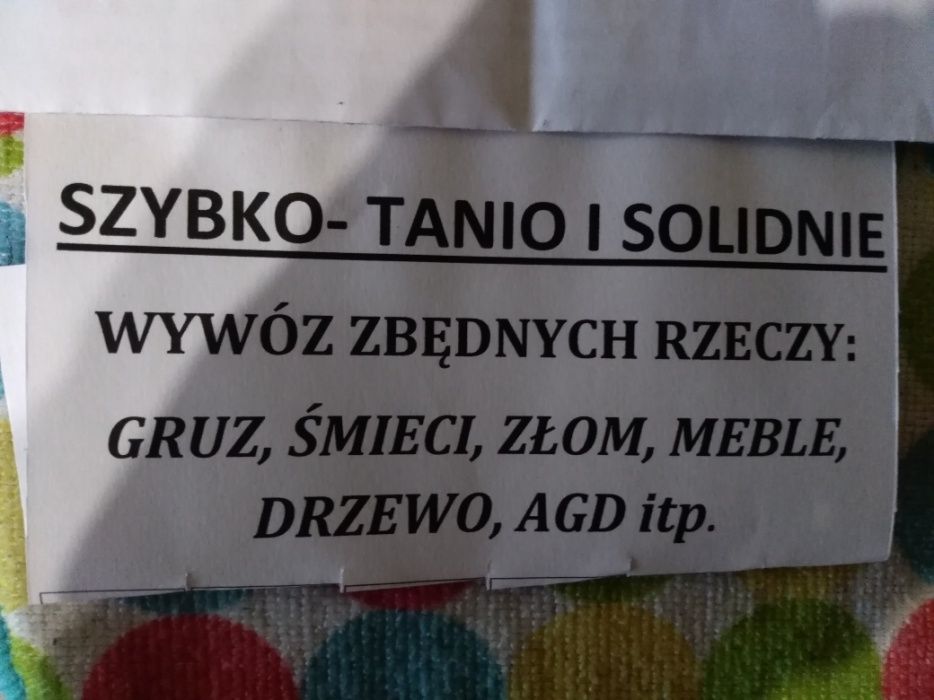 SZYBKO- TANIO I SOLIDNIE
WYWÓZ ZBĘDNYCH RZECZY:
GRUZ, ŚMIECI, ZŁOM, MEBLE,
DRZEWO, AGD itp.